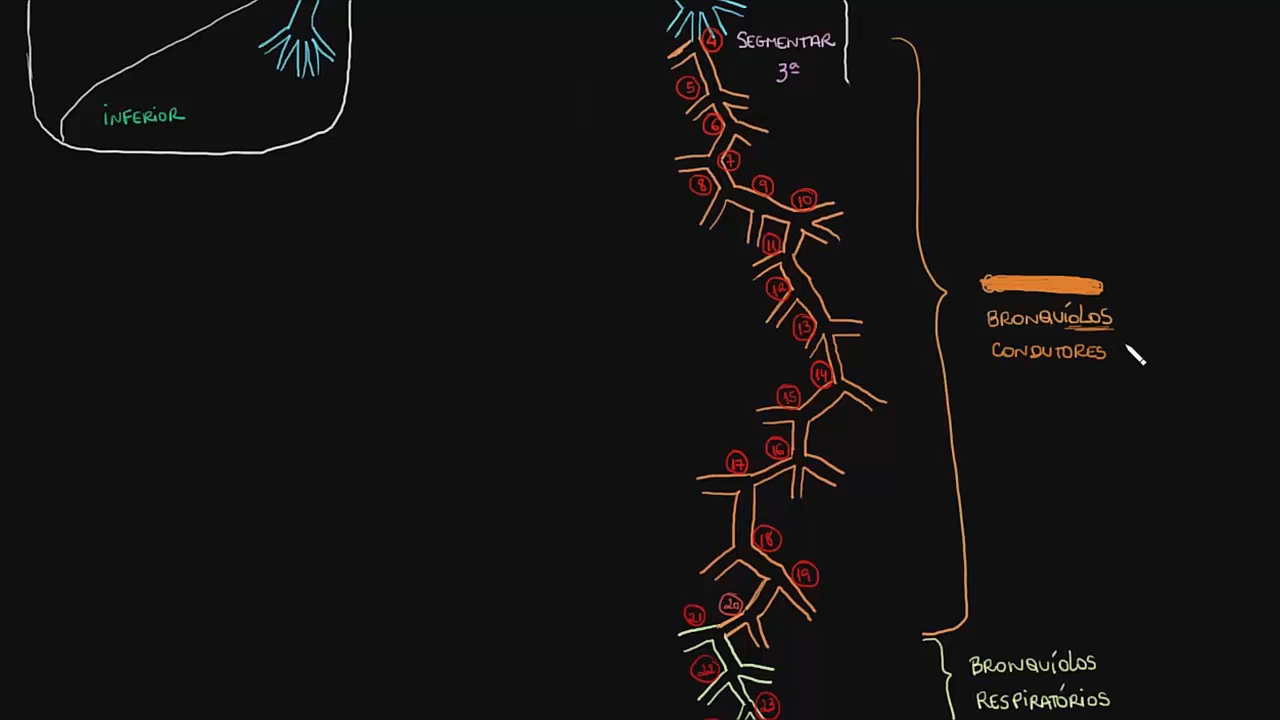 4
SEGMENTAR
3ª
5
INFERIOR
6
7
8
9
10
11
12
BRONQUÍOLOS
CONDUTORES
13
14
15
16
17
18
19
20
21
22
BRONQUÍOLOS
RESPIRATÓRIOS
23